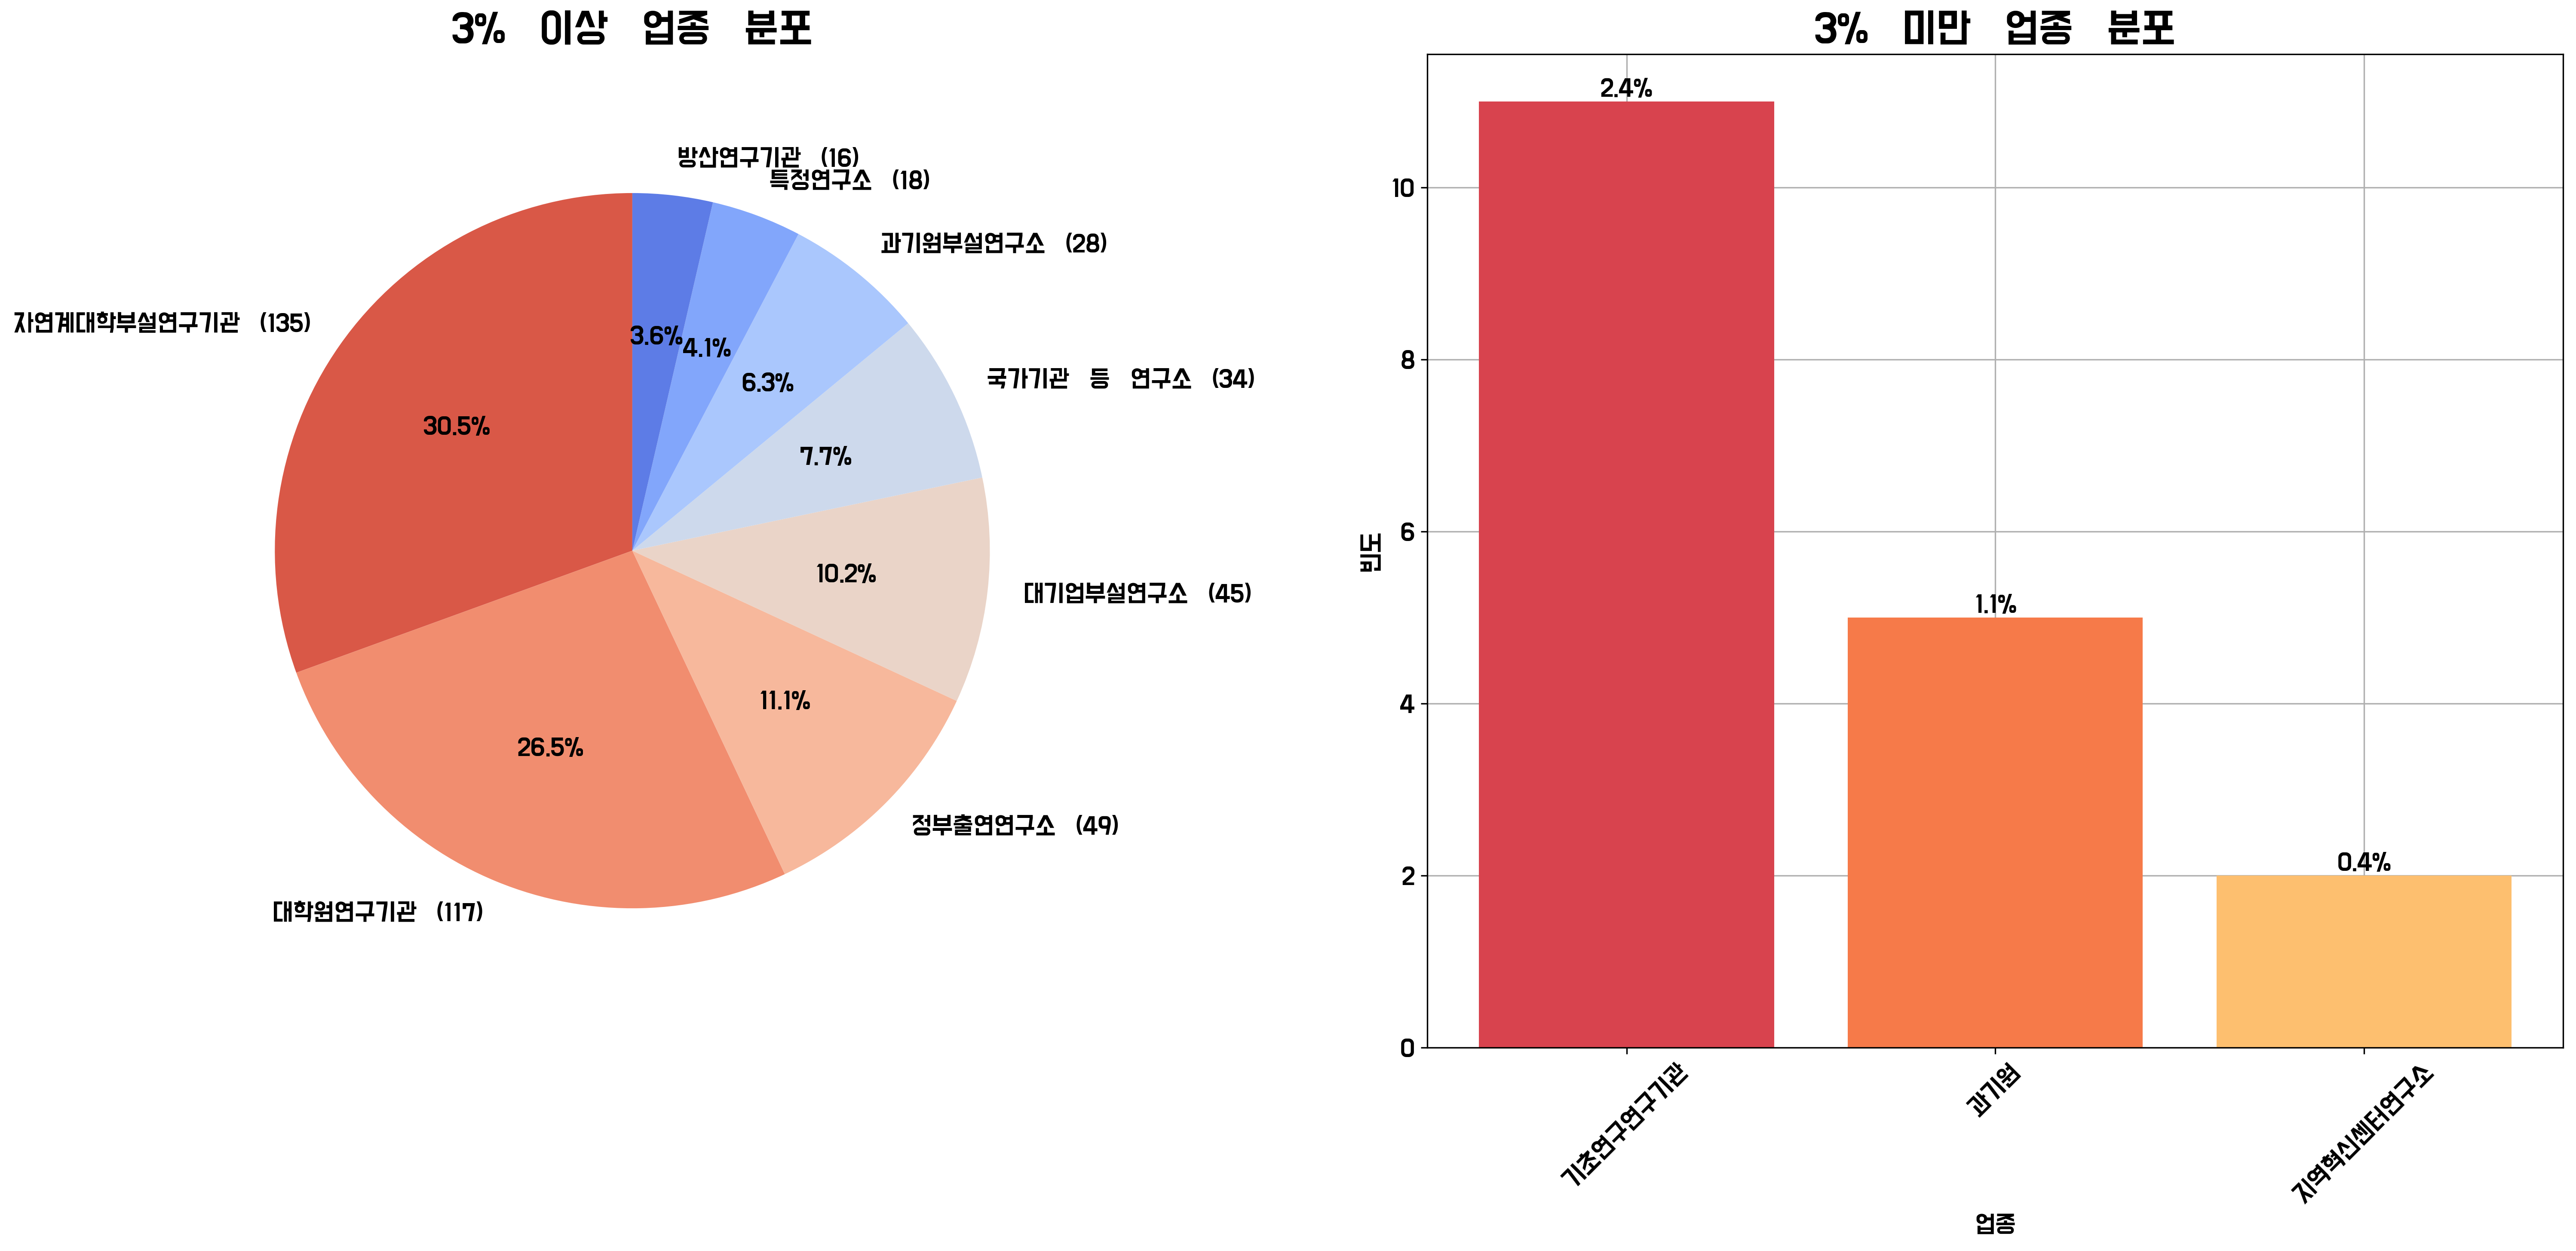 3% 이상 업종 분포
방산연구기관 (16)
특정연구소 (18)
과기원부설연구소 (28)
자연계대학부설연구기관 (135)
국가기관 등 연구소 (34)
대기업부설연구소 (45)
정부출연연구소 (49)
대학원연구기관 (117)
3.6%
4.1%
6.3%
30.5%
7.7%
10.2%
11.1%
26.5%
3% 미만 업종 분포
2.4%
1.1%
0.4%
10
8
6
4
2
0
빈도
기초연구연구기관
과기원
지역혁신센터연구소
업종